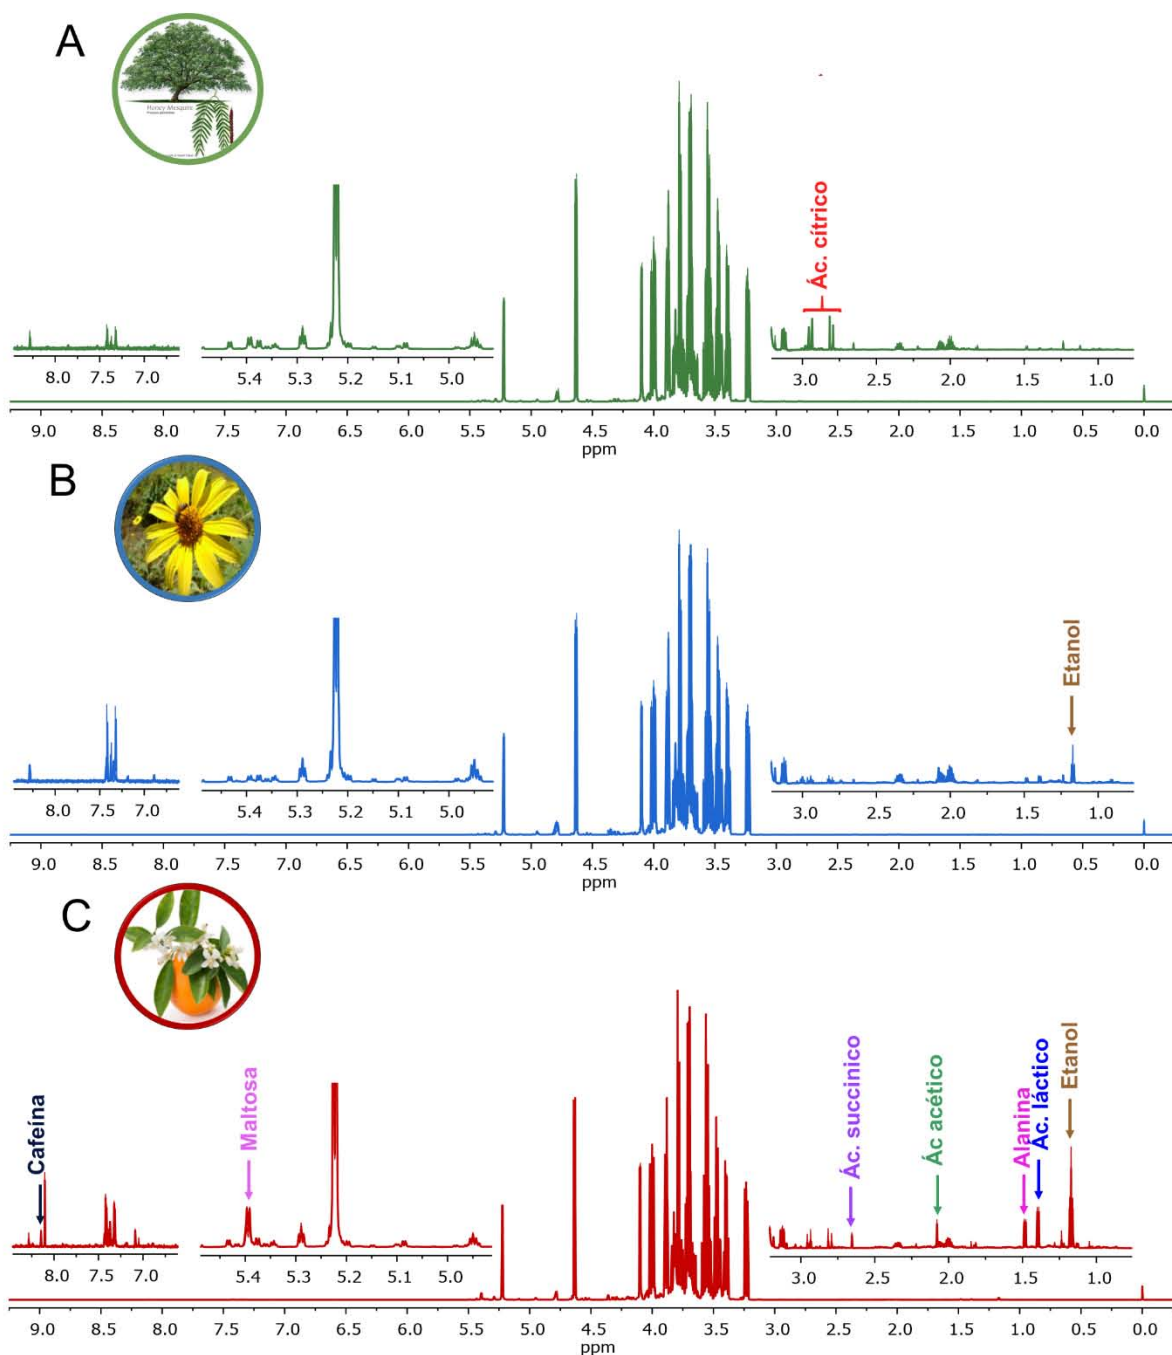 A
Honey Mesquite
Ác. cítrico
8.0 7.5 7.0
5.4 5.3 5.2 5.1 5.0
3.0 2.5 2.0 1.5 1.0
9.0 8.5 8.0 7.5 7.0 6.5 6.0 5.5 5.0 4.5 4.0 3.5 3.0 2.5 2.0 1.5 1.0 0.5 0.0
ppm
B
Etanol
8.0 7.5 7.0
5.4 5.3 5.2 5.1 5.0
3.0 2.5 2.0 1.5 1.0
9.0 8.5 8.0 7.5 7.0 6.5 6.0 5.5 5.0 4.5 4.0 3.5 3.0 2.5 2.0 1.5 1.0 0.5 0.0
ppm
C
Cafeína
Maltosa
Ác. succinico
Ác acético
Alanina
Ác. láctico
Etanol
8.0 7.5 7.0
5.4 5.3 5.2 5.1 5.0
3.0 2.5 2.0 1.5 1.0
9.0 8.5 8.0 7.5 7.0 6.5 6.0 5.5 5.0 4.5 4.0 3.5 3.0 2.5 2.0 1.5 1.0 0.5 0.0
ppm